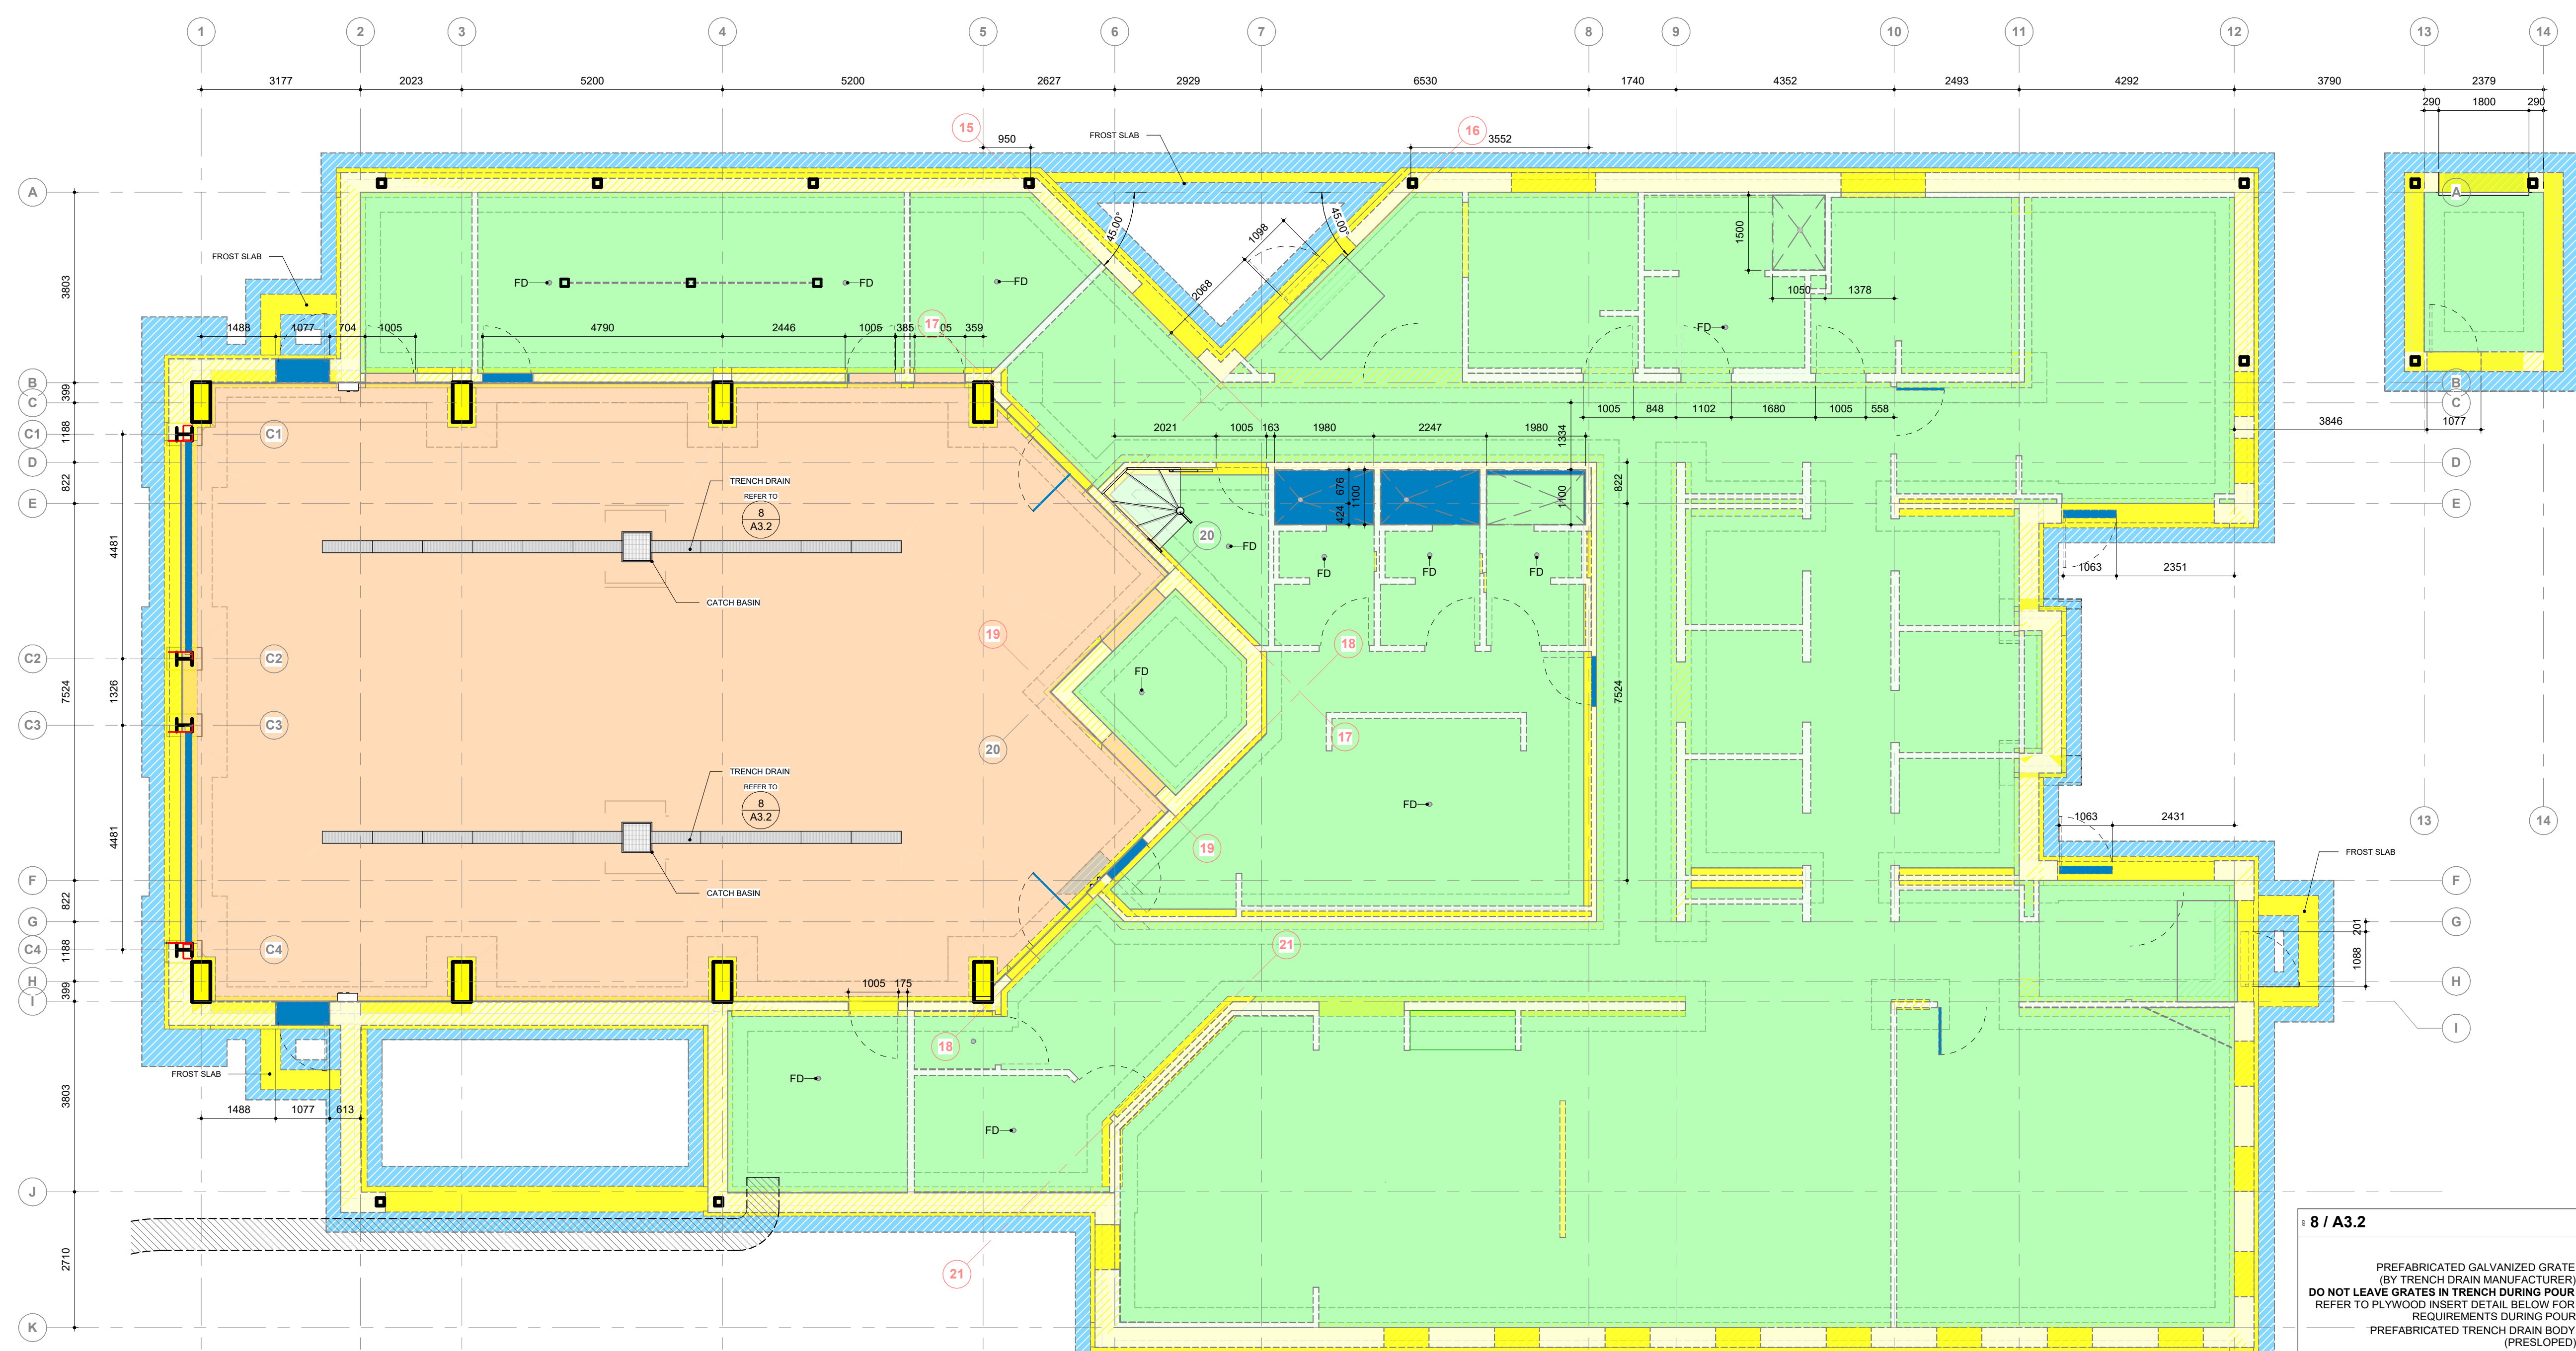 1 2 3 4 5 6 7 8 9 10 11 12 13 14
3177 2023 5200 5200 2627 2929 6530 1740 4352 2493 4292 3790 2379
290 1800 290
15 950 FROST SLAB 16 3552
A A
45.00° 1098 45.00° 1500
FROST SLAB
3803 FD FD FD 2068 1050 1378
1488 1077 704 1005 4790 2446 1005 385 05 359
17 FD
B B
399
C C
1005 848 1102 1680 1005 558
3846 1077
C1 C1
1188 2021 1005 163 1980 2247 1980 1334
D D
822 TRENCH DRAIN 676 1100 1100 822
REFER TO
8
A3.2
424
E E
20
4481 FD FD FD FD
1063 2351
CATCH BASIN
19 18
C2 C2
7524 1326 FD 7524
C3 C3
17
20
TRENCH DRAIN
REFER TO
8
A3.2
FD
13 14
1063 2431
4481 19
FROST SLAB
F F
CATCH BASIN
822
G G
201
C4 C4
21
1188 1088
H H
399 1005 175
I I
18
FROST SLAB FD
3803
1488 1077 613
FD
J
2710
21
K
8 / A3.2
PREFABRICATED GALVANIZED GRATE
(BY TRENCH DRAIN MANUFACTURER)
DO NOT LEAVE GRATES IN TRENCH DURING POUR
REFER TO PLYWOOD INSERT DETAIL BELOW FOR
REQUIREMENTS DURING POUR
PREFABRICATED TRENCH DRAIN BODY
(PRESLOPED)